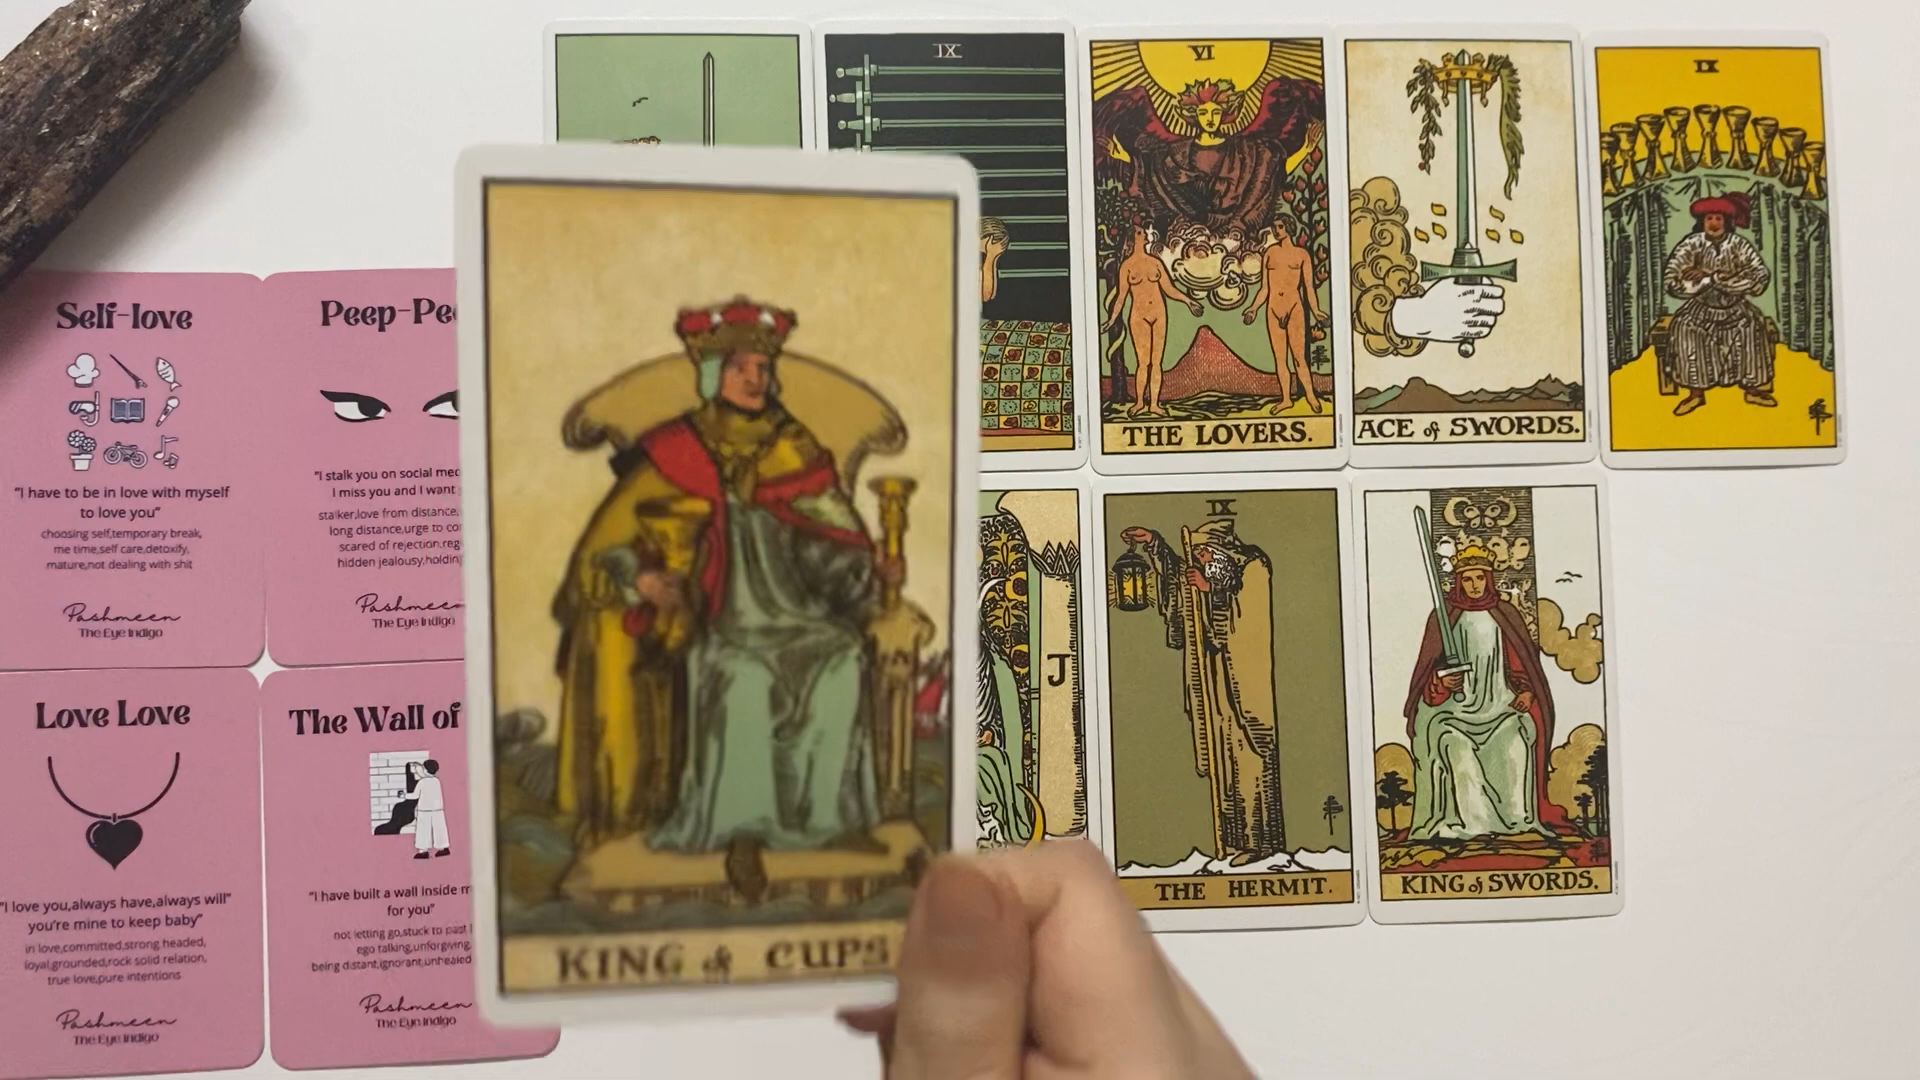 IX
VI
THE LOVERS.
ACE of SWORDS.
IX
Self-love
"I have to be in love with myself
to love you"
choosing self,temporary break,
me time,self care,detoxify,
mature,not dealing with shit
Pashmeen
The Eye Indigo
Peep-Pe
"I stalk you on social med
I miss you and I want
stalker,love from distance,
long distance,urge to co
scared of rejection,reg
hidden jealousy,holdin
Pashmeen
The Eye Indigo
Love Love
"I love you,always have,always will"
you're mine to keep baby"
in love,committed,strong headed,
loyal,grounded,rock solid relation,
true love,pure intentions
Pashmeen
The Eye Indigo
The Wall of
"I have built a wall inside m
for you"
not letting go,stuck to past
ego talking,unforgiving,
being distant,ignorant,unhealed
Pashmeen
The Eye Indigo
KING of CUPS
J
IX
THE HERMIT.
KING of SWORDS.